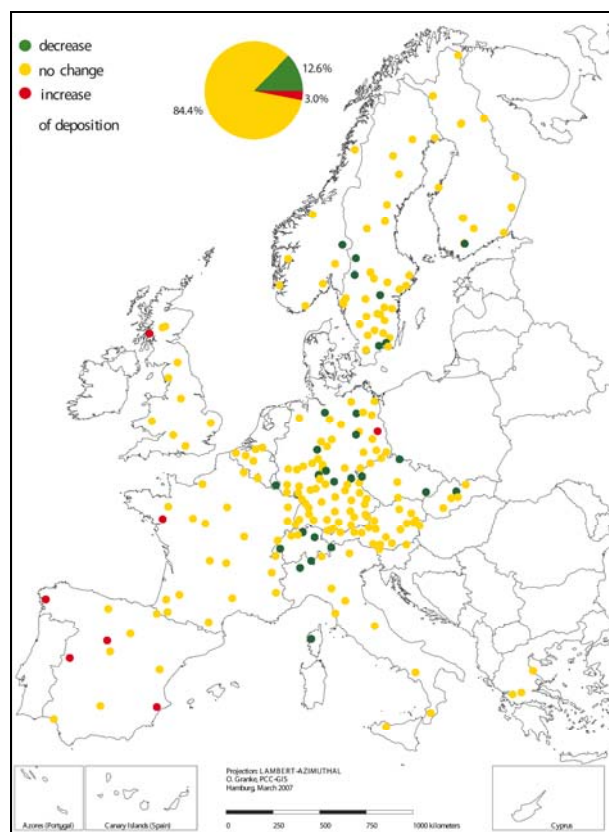 decrease
no change
increase
of deposition
12.6%
3.0%
84.4%
Projection: LAMBERT-AZIMUTHAL
O. Granke, PCC-GIS
Hamburg, March 2007
0 250 500 750 1000 kilometers
Azores (Portugal)
Canary Islands (Spain)
Cyprus